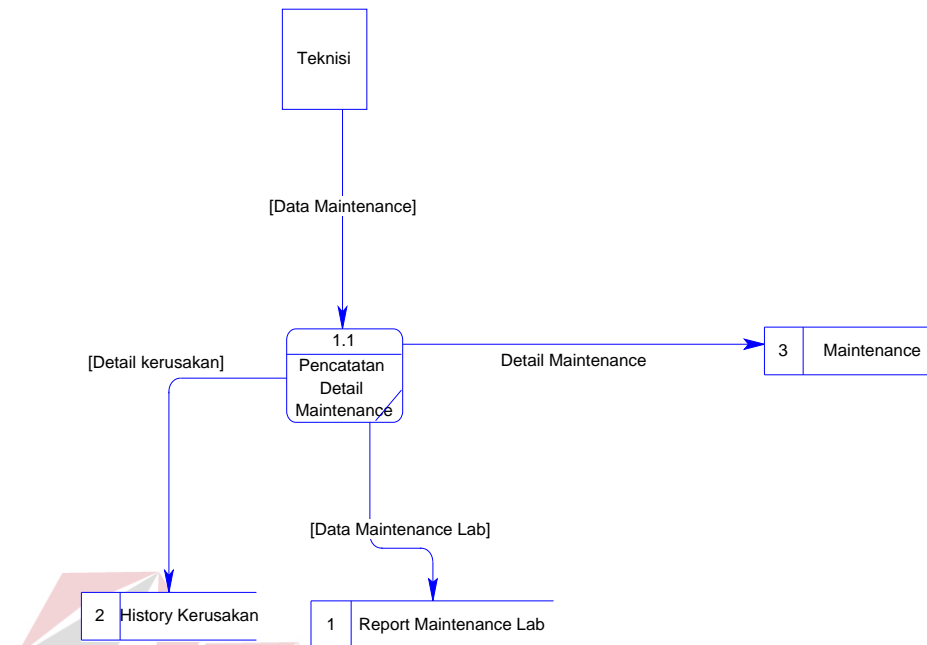 Teknisi
[Data Maintenance]
1.1
Pencatatan
Detail
Maintenance
[Detail kerusakan]
Detail Maintenance
3 Maintenance
[Data Maintenance Lab]
2 History Kerusakan
1 Report Maintenance Lab